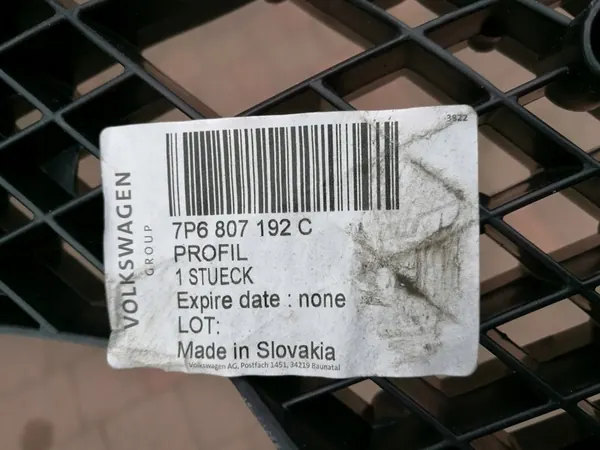 3822
VOLKSWAGEN
GROUP
7P6 807 192 C
PROFIL
1 STUECK
Expire date : none
LOT:
Made in Slovakia
Volkswagen AG, Postfach 1451, 34219 Baunatal